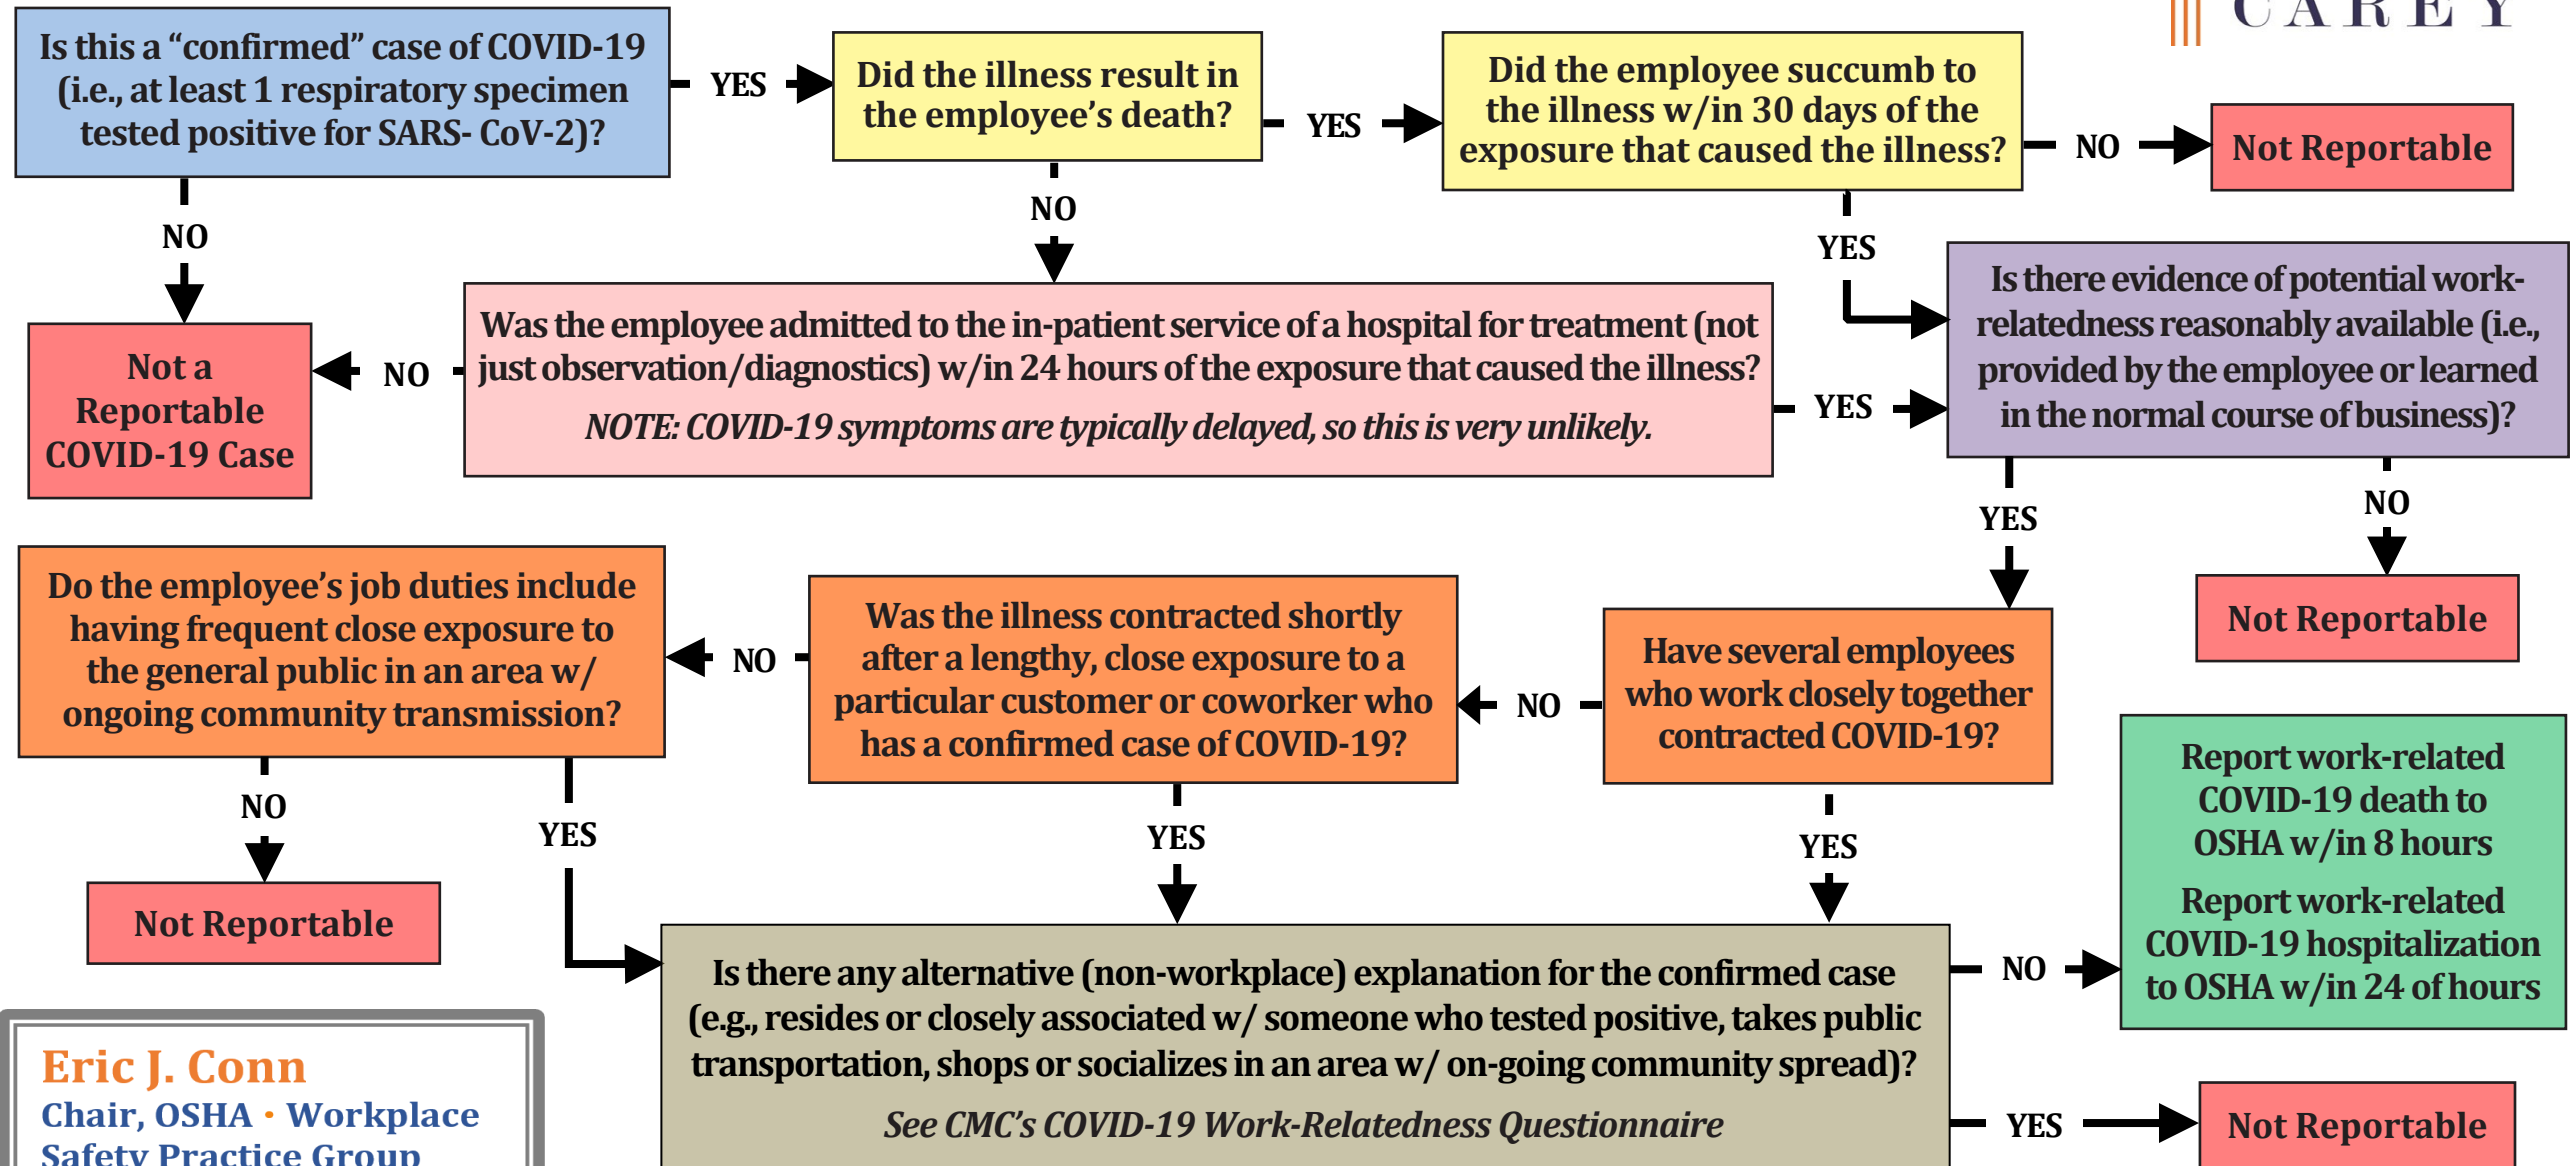 CAREY
Is this a “confirmed” case of COVID-19
(i.e., at least 1 respiratory specimen
tested positive for SARS- CoV-2)?
YES
Did the illness result in
the employee’s death?
YES
Did the employee succumb to
the illness w/in 30 days of the
exposure that caused the illness?
NO
Not Reportable
NO
NO
YES
Not a
Reportable
COVID-19 Case
NO
Was the employee admitted to the in-patient service of a hospital for treatment (not
just observation/diagnostics) w/in 24 hours of the exposure that caused the illness?
NOTE: COVID-19 symptoms are typically delayed, so this is very unlikely.
YES
Is there evidence of potential work-
relatedness reasonably available (i.e.,
provided by the employee or learned
in the normal course of business)?
YES
NO
Not Reportable
Do the employee’s job duties include
having frequent close exposure to
the general public in an area w/
ongoing community transmission?
NO
Was the illness contracted shortly
after a lengthy, close exposure to a
particular customer or coworker who
has a confirmed case of COVID-19?
NO
Have several employees
who work closely together
contracted COVID-19?
NO
YES
YES
YES
Not Reportable
Report work-related
COVID-19 death to
OSHA w/in 8 hours
Report work-related
COVID-19 hospitalization
to OSHA w/in 24 of hours
Is there any alternative (non-workplace) explanation for the confirmed case
(e.g., resides or closely associated w/ someone who tested positive, takes public
transportation, shops or socializes in an area w/ on-going community spread)?
See CMC’s COVID-19 Work-Relatedness Questionnaire
NO
YES
Not Reportable
Eric J. Conn
Chair, OSHA • Workplace
Safety Practice Group